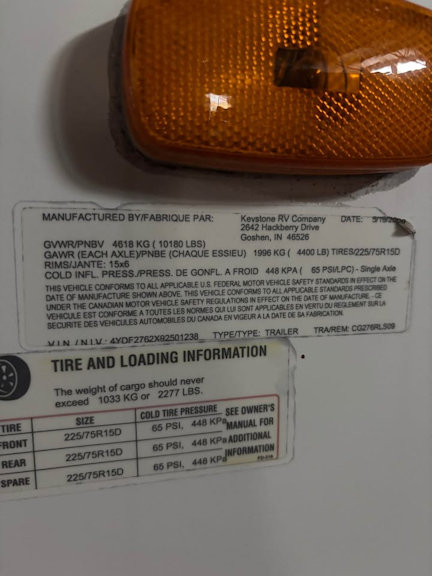 MANUFACTURED BY/FABRIQUE PAR: Keystone RV Company DATE:
2642 Hackberry Drive
Goshen, IN 46526
GVWR/PNBV 4618 KG ( 10180 LBS)
GAWR (EACH AXLE)/PNBE (CHAQUE ESSIEU) 1996 KG ( 4400 LB) TIRES/225/75R15D
RIMS/JANTE: 15x6
COLD INFL. PRESS./PRESS. DE GONFL. A FROID 448 KPA ( 65 PSI/LPC) - Single Axle
THIS VEHICLE CONFORMS TO ALL APPLICABLE U.S. FEDERAL MOTOR VEHICLE SAFETY STANDARDS IN EFFECT ON THE
DATE OF MANUFACTURE SHOWN ABOVE. THIS VEHICLE CONFORMS TO ALL APPLICABLE STANDARDS PRESCRIBED
UNDER THE CANADIAN MOTOR VEHICLE SAFETY REGULATIONS IN EFFECT ON THE DATE OF MANUFACTURE - CE
VEHICULE EST CONFORME A TOUTES LES NORMES QUI LUI SONT APPLICABLES EN VERTU DU REGLEMENT SUR LA
SECURITE DES VEHICULES AUTOMOBILES DU CANADA EN VIGEUR A LA DATE DE SA FABRICATION.
V.I.N. / N.I.V.: 4YDF2762X92501238 TYPE/TYPE: TRAILER TRA/REM: CG276RLS09
TIRE AND LOADING INFORMATION
The weight of cargo should never
exceed 1033 KG or 2277 LBS.
TIRE SIZE COLD TIRE PRESSURE SEE OWNER'S
FRONT 225/75R15D 65 PSI, 448 KPa MANUAL FOR
REAR 225/75R15D 65 PSI, 448 KPa ADDITIONAL
SPARE 225/75R15D 65 PSI, 448 KPa INFORMATION